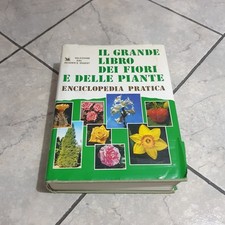 IL GRANDE
LIBRO
DEI FIORI
E DELLE PIANTE
ENCICLOPEDIA PRATICA